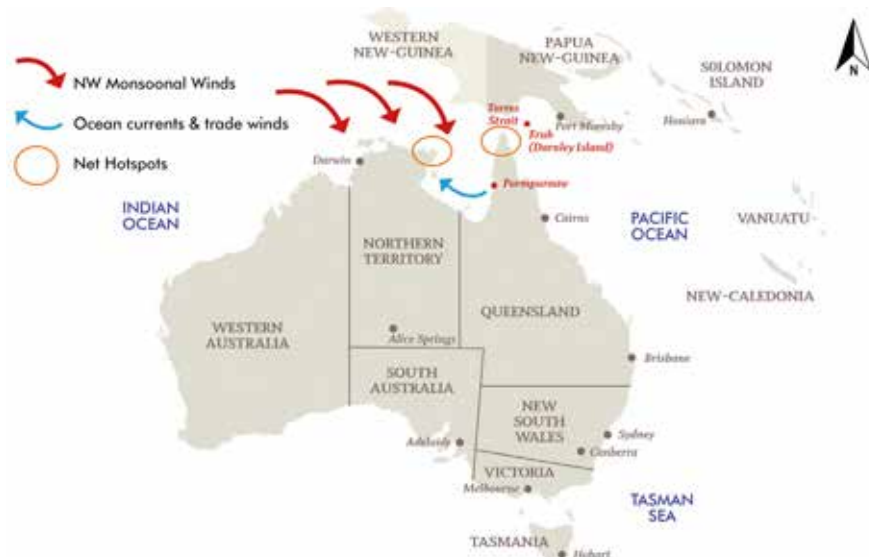 NW Monsoonal Winds
Ocean currents & trade winds
Net Hotspots
WESTERN
NEW-GUINEA
PAPUA
NEW-GUINEA
SOLOMON
ISLAND
N
Torres
Strait
Erub
(Darnley Island)
Port Moresby
Honiara
Darwin
Pormpuraaw
INDIAN
OCEAN
Cairns
PACIFIC
OCEAN
VANUATU
NORTHERN
TERRITORY
NEW-CALEDONIA
QUEENSLAND
WESTERN
AUSTRALIA
Alice Springs
Brisbane
SOUTH
AUSTRALIA
NEW
SOUTH
WALES
Adelaide
Sydney
Canberra
VICTORIA
Melbourne
TASMAN
SEA
TASMANIA
Hobart